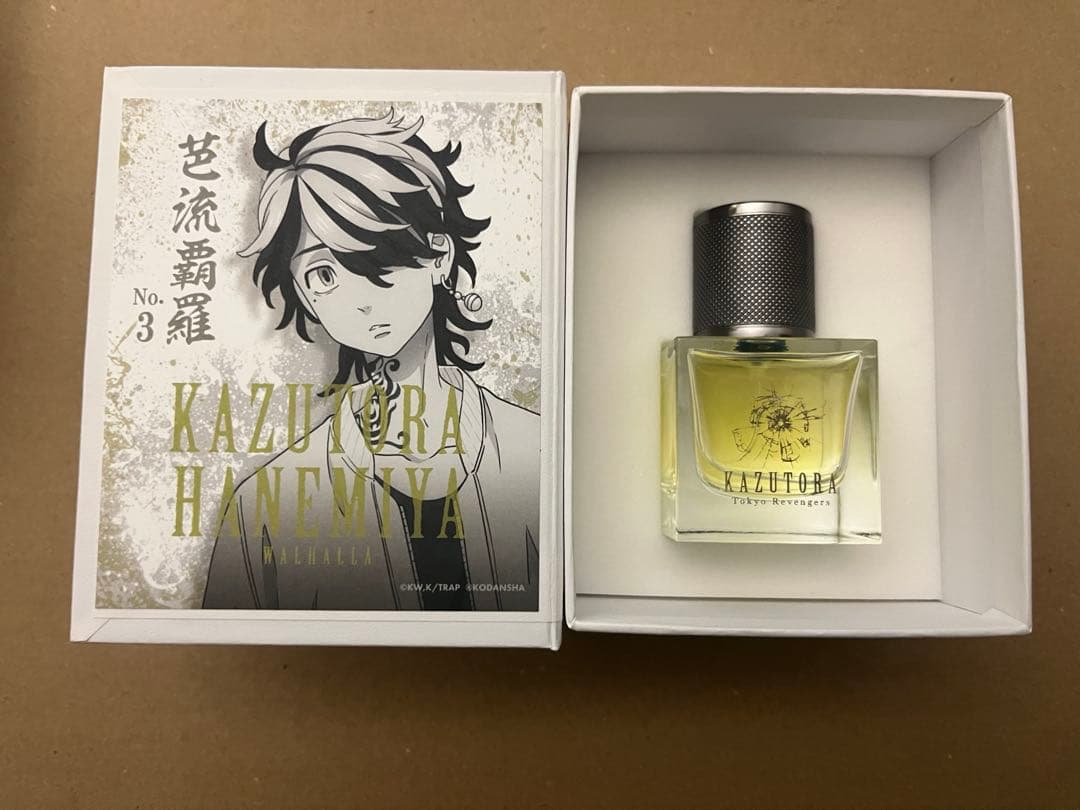 芭流覇羅
No.
3
KAZUTORA
HANEMIYA
WALHALLA
©KW,K/TRAP ©KODANSHA
KAZUTORA
Tokyo Revengers